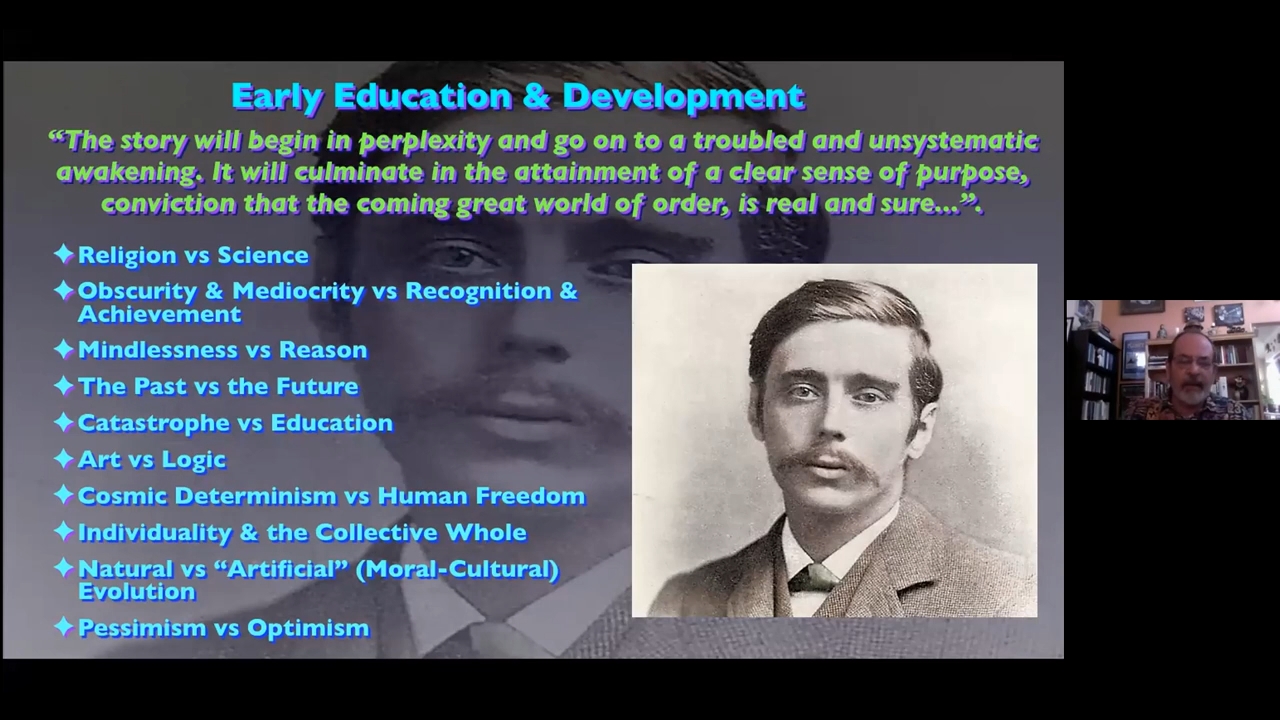 Early Education & Development
“The story will begin in perplexity and go on to a troubled and unsystematic
awakening. It will culminate in the attainment of a clear sense of purpose,
conviction that the coming great world of order, is real and sure...”.
Religion vs Science
Obscurity & Mediocrity vs Recognition &
Achievement
Mindlessness vs Reason
The Past vs the Future
Catastrophe vs Education
Art vs Logic
Cosmic Determinism vs Human Freedom
Individuality & the Collective Whole
Natural vs “Artificial” (Moral-Cultural)
Evolution
Pessimism vs Optimism